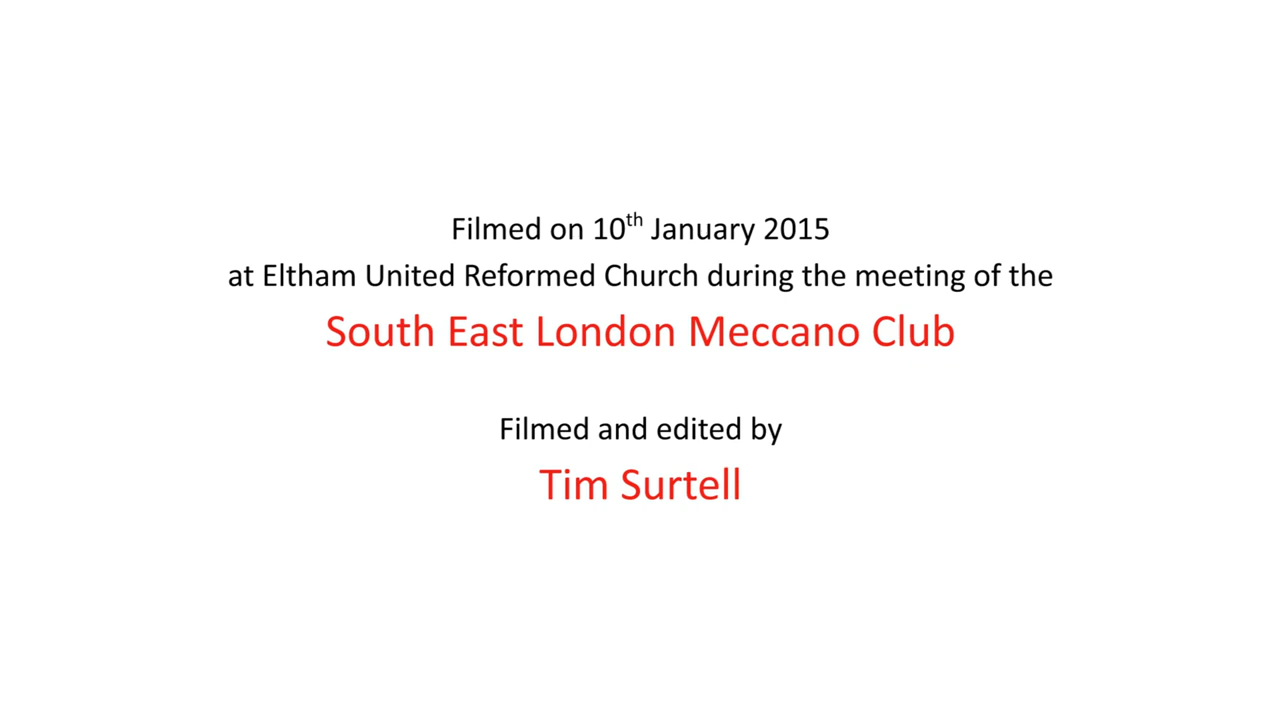 Filmed on 10th January 2015
at Eltham United Reformed Church during the meeting of the
South East London Meccano Club
Filmed and edited by
Tim Surtell